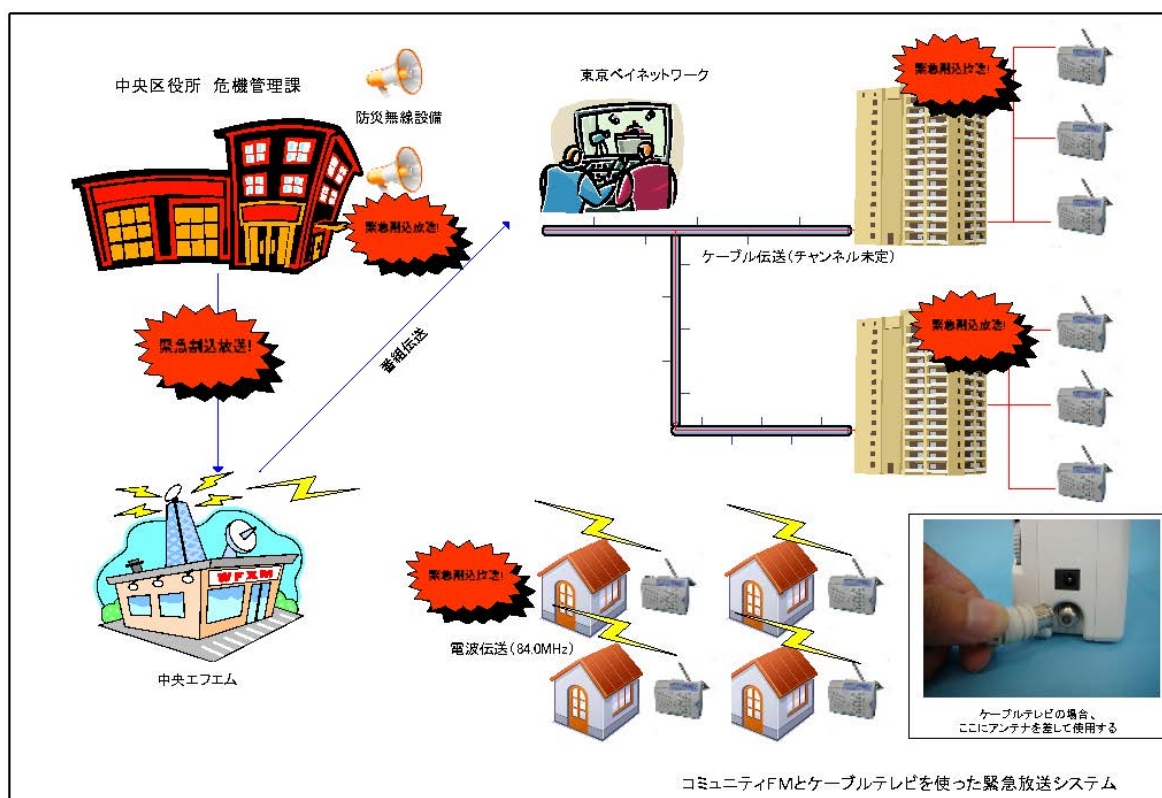 中央区役所 危機管理課
防災無線設備
緊急割込放送!
緊急割込放送!
東京ベイネットワーク
緊急割込放送!
ケーブル伝送(チャンネル未定)
緊急割込放送!
番組伝送
WFXM
中央エフエム
緊急割込放送!
電波伝送(84.0MHz)
ケーブルテレビの場合、
ここにアンテナを差して使用する
コミュニティFMとケーブルテレビを使った緊急放送システム